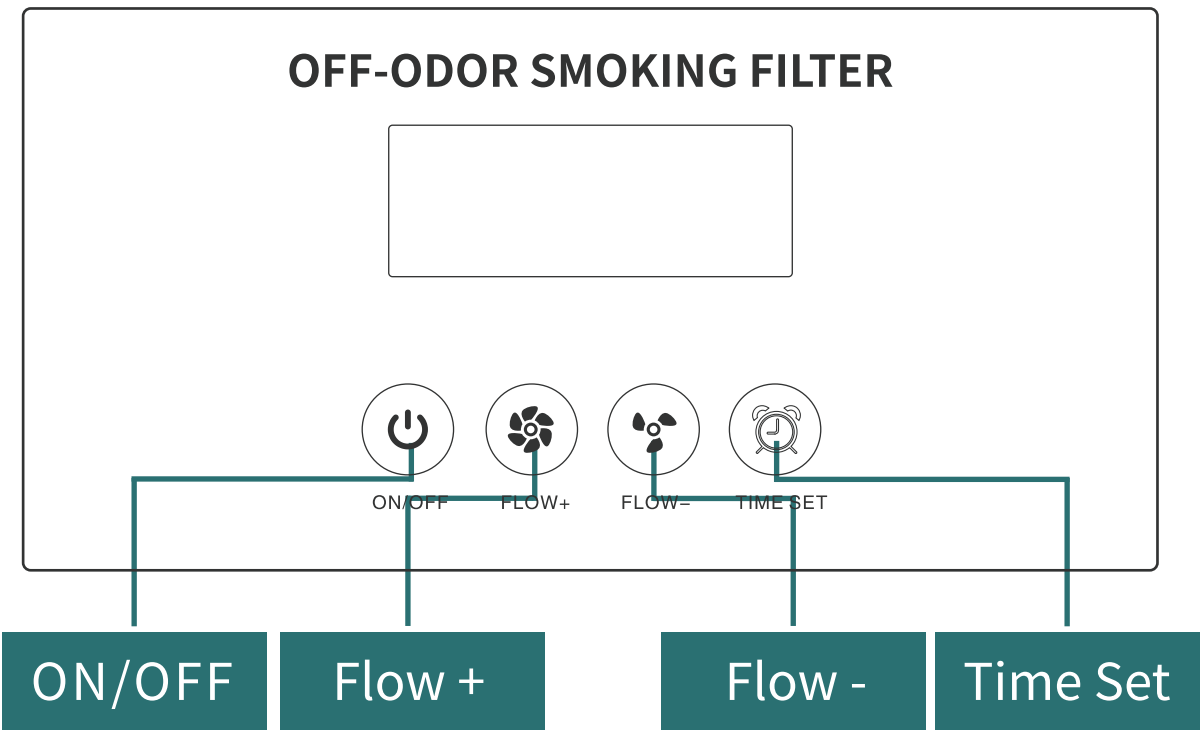 OFF-ODOR SMOKING FILTER
ON/OFF FLOW+ FLOW– TIME SET
ON/OFF Flow + Flow - Time Set